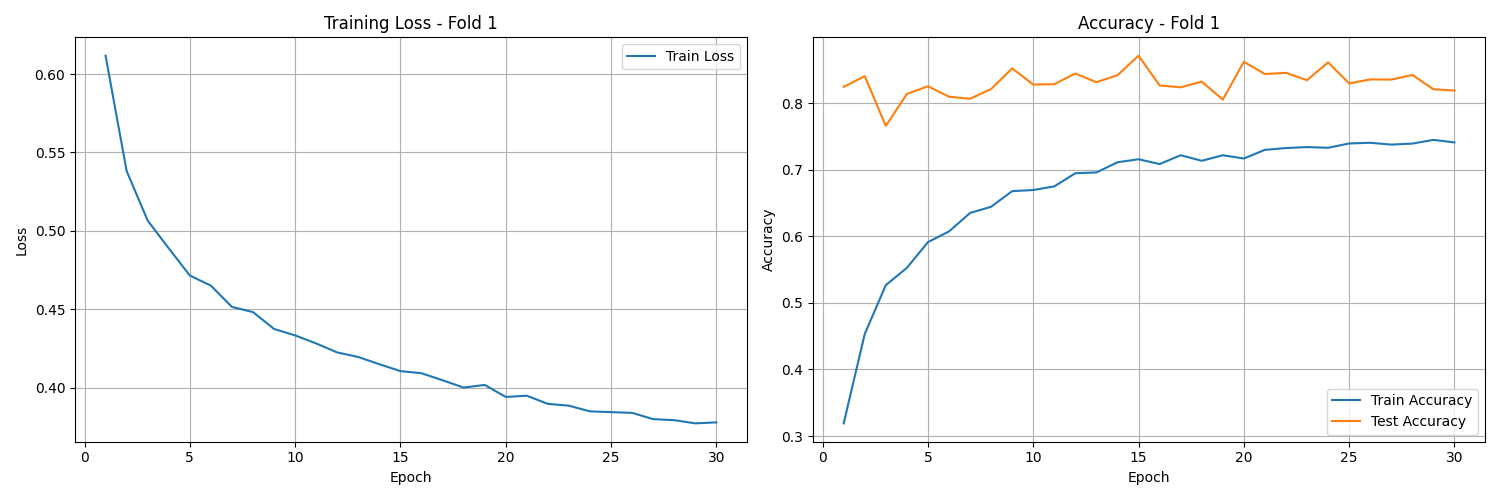 Training Loss - Fold 1
Train Loss
0.60
0.55
0.50
0.45
0.40
Loss
0 5 10 15 20 25 30
Epoch
Accuracy - Fold 1
0.8
0.7
0.6
0.5
0.4
0.3
Accuracy
Train Accuracy
Test Accuracy
0 5 10 15 20 25 30
Epoch